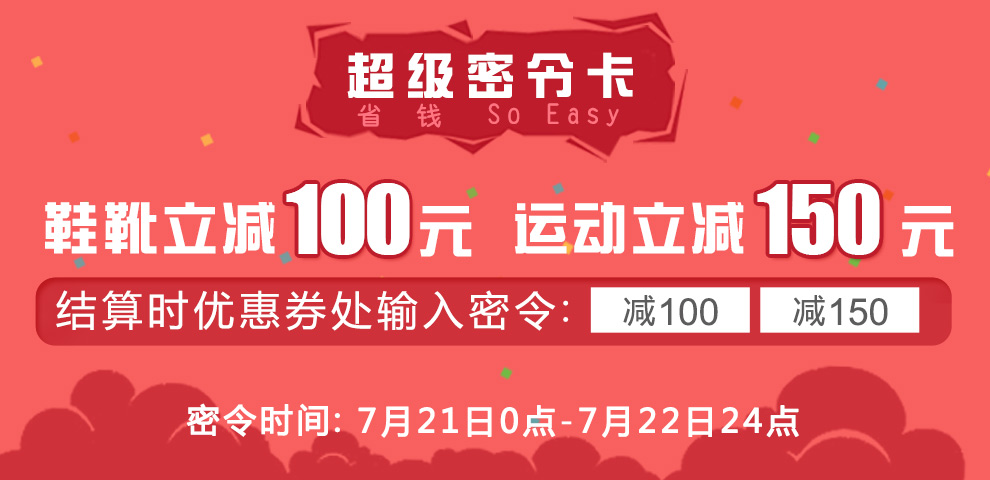 超级密令卡
省钱 So Easy
鞋靴立减100元 运动立减150元
结算时优惠券处输入密令: 减100 减150
密令时间: 7月21日0点-7月22日24点